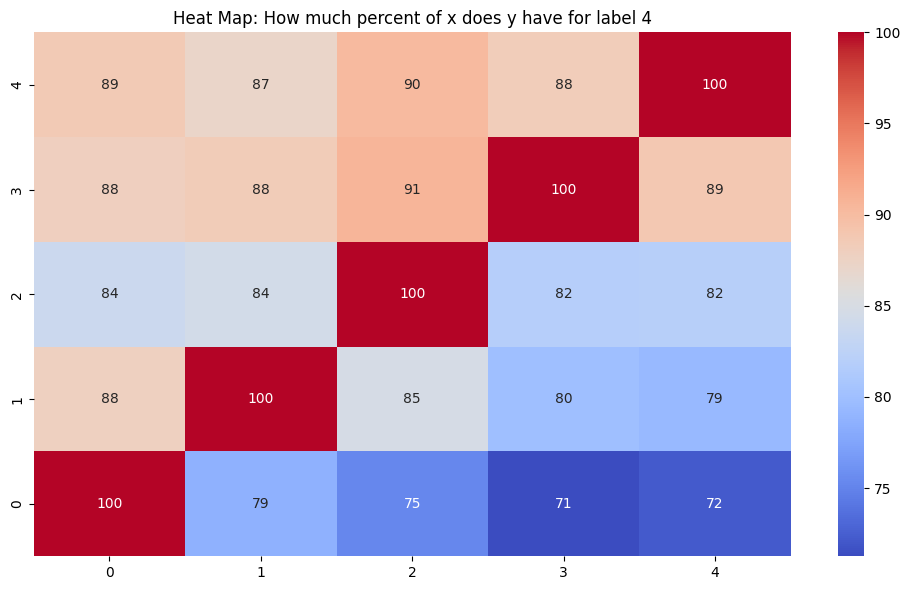 Heat Map: How much percent of x does y have for label 4
4 89 87 90 88 100
3 88 88 91 100 89
2 84 84 100 82 82
1 88 100 85 80 79
0 100 79 75 71 72
0 1 2 3 4
100
95
90
85
80
75